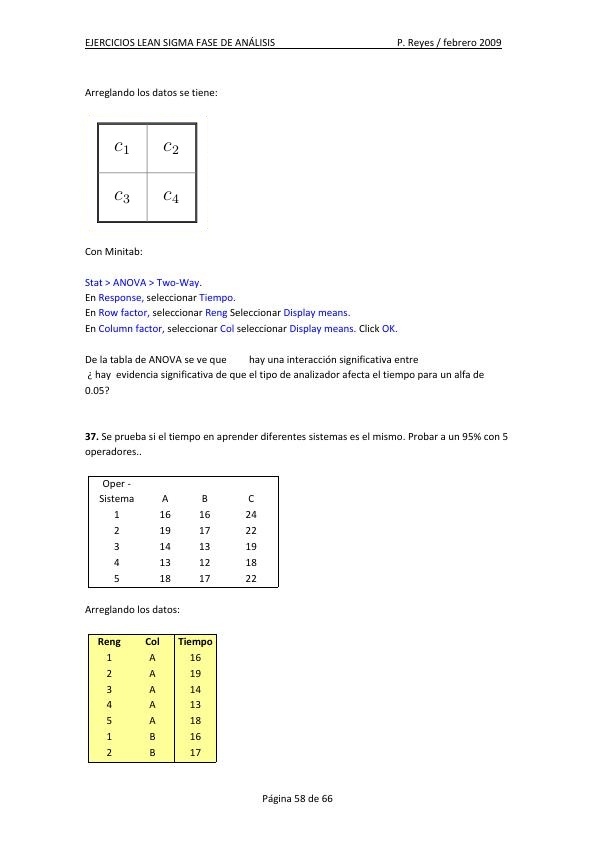 EJERCICIOS LEAN SIGMA FASE DE ANÁLISIS P. Reyes / febrero 2009
Arreglando los datos se tiene:
c1 c2
c3 c4
Con Minitab:
Stat > ANOVA > Two-Way.
En Response, seleccionar Tiempo.
En Row factor, seleccionar Reng Seleccionar Display means.
En Column factor, seleccionar Col seleccionar Display means. Click OK.
De la tabla de ANOVA se ve que hay una interacción significativa entre
¿ hay evidencia significativa de que el tipo de analizador afecta el tiempo para un alfa de
0.05?
37. Se prueba si el tiempo en aprender diferentes sistemas es el mismo. Probar a un 95% con 5
operadores..
Oper -
Sistema A B C
1 16 16 24
2 19 17 22
3 14 13 19
4 13 12 18
5 18 17 22
Arreglando los datos:
Reng Col Tiempo
1 A 16
2 A 19
3 A 14
4 A 13
5 A 18
1 B 16
2 B 17
Página 58 de 66